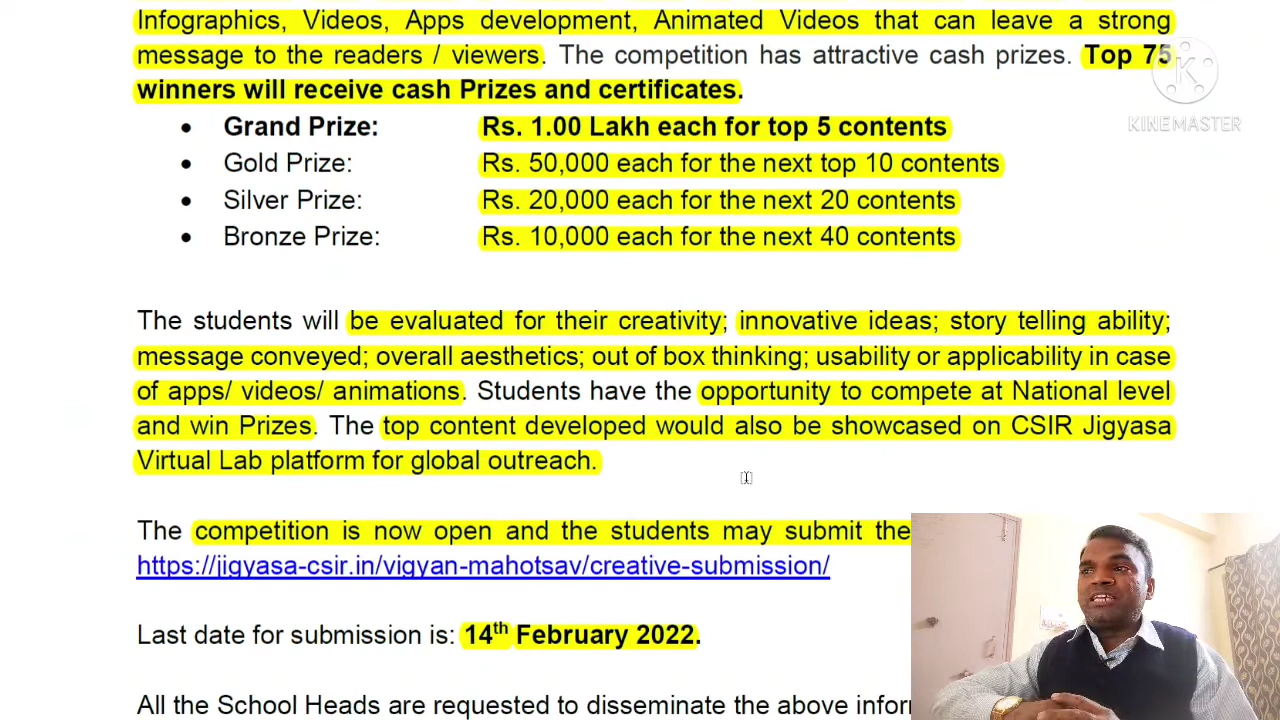 Infographics, Videos, Apps development, Animated Videos that can leave a strong
message to the readers / viewers. The competition has attractive cash prizes. Top 75
winners will receive cash Prizes and certificates.
K
KINEMASTER
• Grand Prize: Rs. 1.00 Lakh each for top 5 contents
• Gold Prize: Rs. 50,000 each for the next top 10 contents
• Silver Prize: Rs. 20,000 each for the next 20 contents
• Bronze Prize: Rs. 10,000 each for the next 40 contents
The students will be evaluated for their creativity; innovative ideas; story telling ability;
message conveyed; overall aesthetics; out of box thinking; usability or applicability in case
of apps/ videos/ animations. Students have the opportunity to compete at National level
and win Prizes. The top content developed would also be showcased on CSIR Jigyasa
Virtual Lab platform for global outreach.
The competition is now open and the students may submit the
https://jigyasa-csir.in/vigyan-mahotsav/creative-submission/
Last date for submission is: 14th February 2022.
All the School Heads are requested to disseminate the above infor